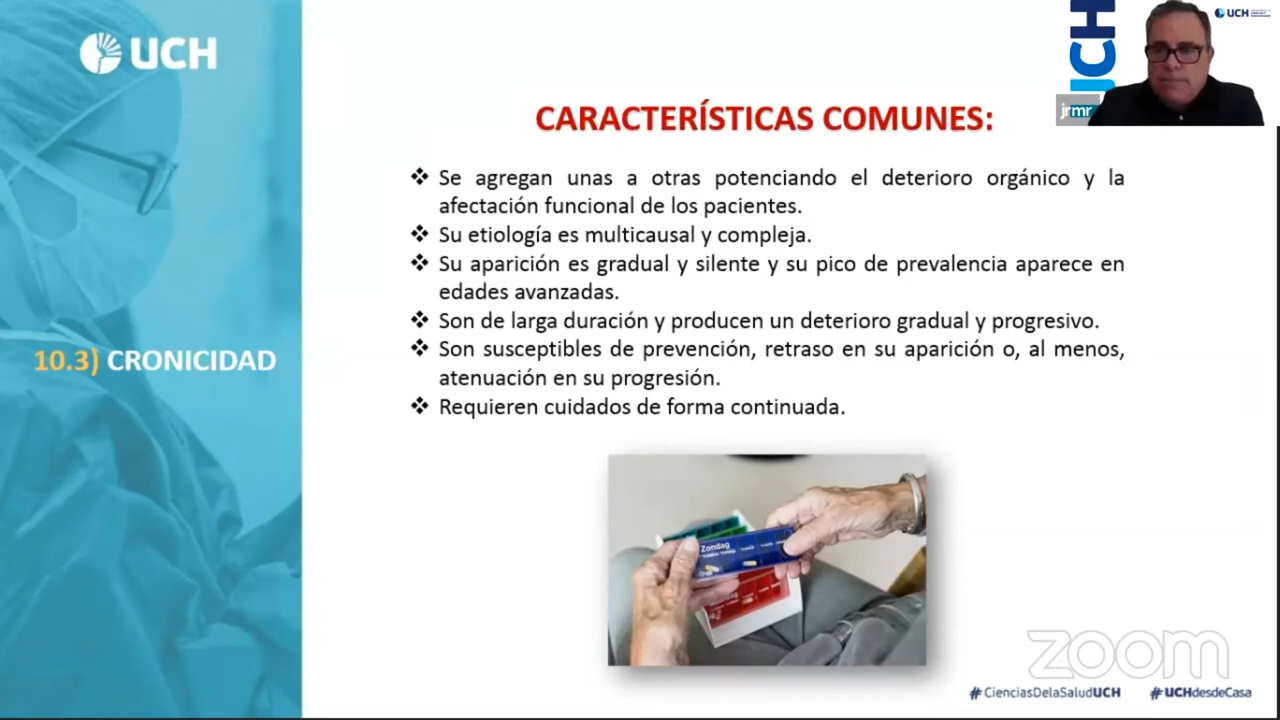 UCH
UCH
UCH
jrmr
CARACTERÍSTICAS COMUNES:
❖ Se agregan unas a otras potenciando el deterioro orgánico y la
afectación funcional de los pacientes.
❖ Su etiología es multicausal y compleja.
❖ Su aparición es gradual y silente y su pico de prevalencia aparece en
edades avanzadas.
❖ Son de larga duración y producen un deterioro gradual y progresivo.
❖ Son susceptibles de prevención, retraso en su aparición o, al menos,
atenuación en su progresión.
❖ Requieren cuidados de forma continuada.
10.3) CRONICIDAD
Zondag
zoom
#CienciasDelaSaludUCH
#UCHdesdeCasa